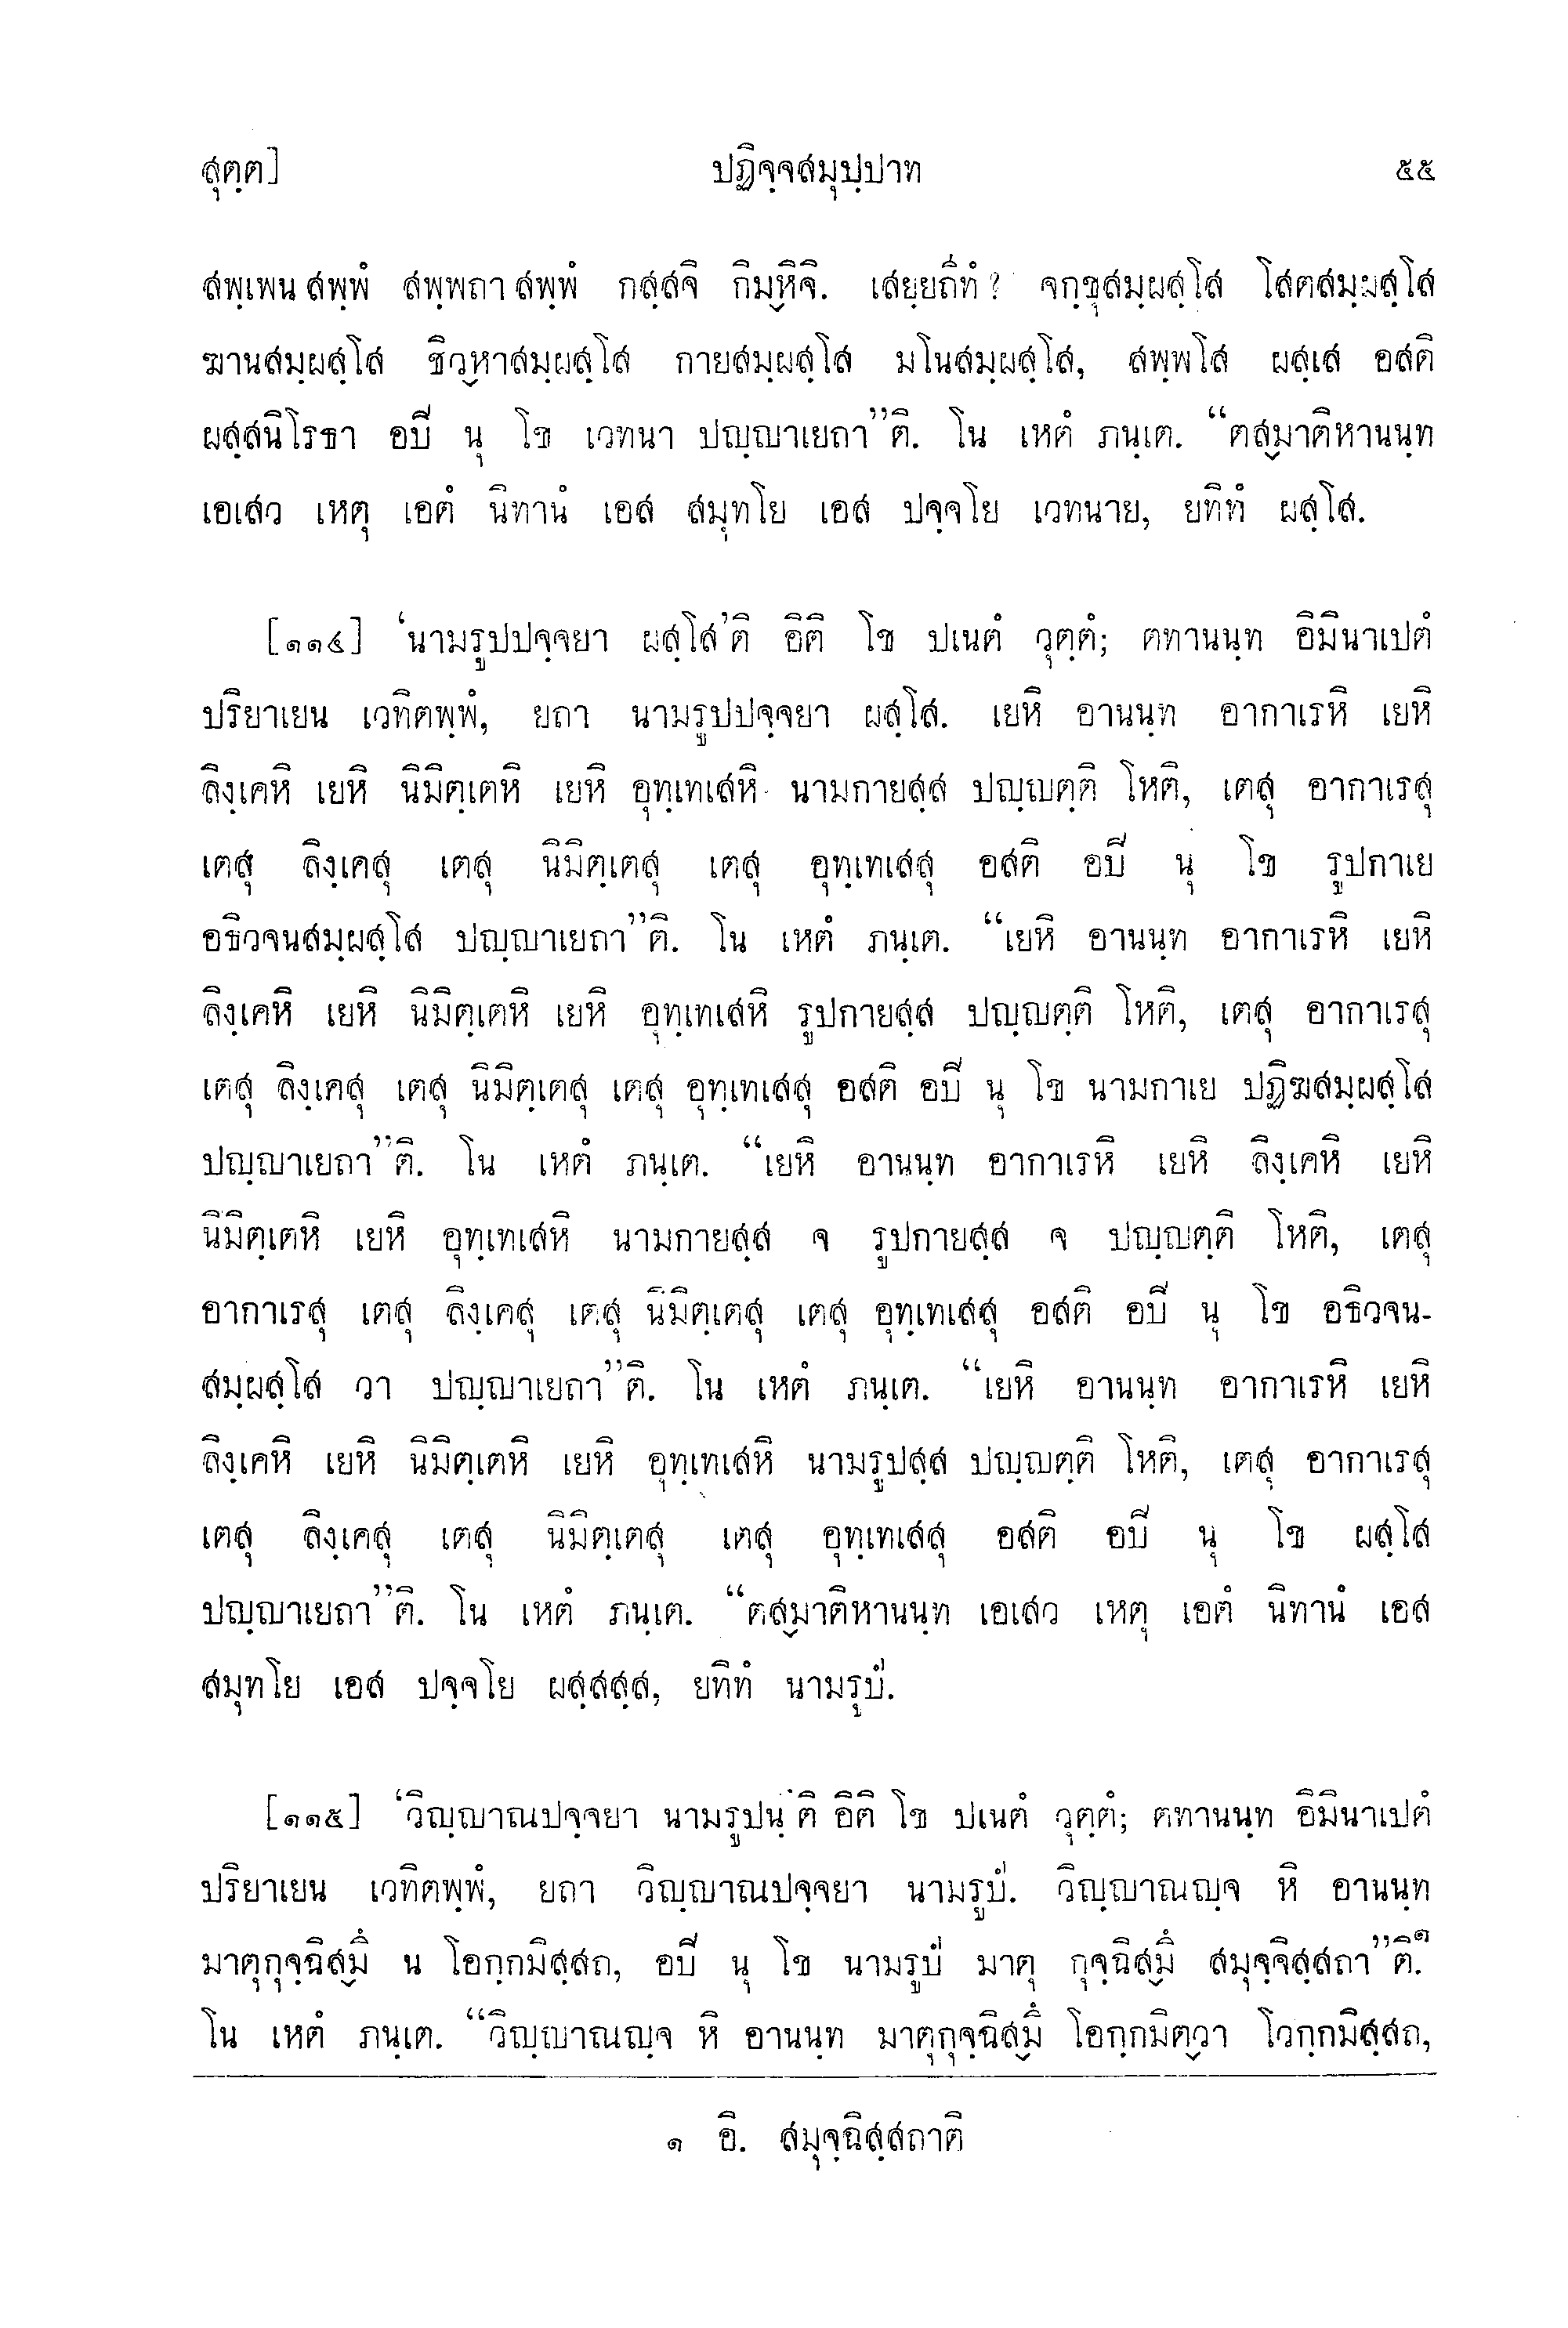 สุตฺต] ปฏิจฺจสมุปฺปาท ๕๕
สพฺเพน สพฺพํ สพฺพถา สพฺพํ กสฺสจิ กิมฺหิจิ. เสยฺยถีทํ? จกฺขุสมฺผสฺโส โสตสมฺผสฺโส
ฆานสมฺผสฺโส ชิวฺหาสมฺผสฺโส กายสมฺผสฺโส มโนสมฺผสฺโส, สพฺพโส ผสฺเส อสติ
ผสฺสนิโรธา อปิ นุ โข เวทนา ปญฺญาเยถา”ติ. โน เหตํ ภนฺเต. “ตสฺมาติหานนฺท
เอเสว เหตุ เอตํ นิทานํ เอส สมุทโย เอส ปจฺจโย เวทนาย, ยทิทํ ผสฺโส.
[๑๑๔] ‘นามรูปปจฺจยา ผสฺโส’ติ อิติ โข ปเนตํ วุตฺตํ; ตทานนฺท อิมินาเปตํ
ปริยาเยน เวทิตพฺพํ, ยถา นามรูปปจฺจยา ผสฺโส. เยหิ อานนฺท อากาเรหิ เยหิ
ลิงฺเคหิ เยหิ นิมิตฺเตหิ เยหิ อุทฺเทเสหิ นามกายสฺส ปญฺญตฺติ โหติ, เตสุ อากาเรสุ
เตสุ ลิงฺเคสุ เตสุ นิมิตฺเตสุ เตสุ อุทฺเทเสสุ อสติ อปิ นุ โข รูปกาเย
อธิวจนสมฺผสฺโส ปญฺญาเยถา”ติ. โน เหตํ ภนฺเต. “เยหิ อานนฺท อากาเรหิ เยหิ
ลิงฺเคหิ เยหิ นิมิตฺเตหิ เยหิ อุทฺเทเสหิ รูปกายสฺส ปญฺญตฺติ โหติ, เตสุ อากาเรสุ
เตสุ ลิงฺเคสุ เตสุ นิมิตฺเตสุ เตสุ อุทฺเทเสสุ อสติ อปิ นุ โข นามกาเย ปฏิฆสมฺผสฺโส
ปญฺญาเยถา”ติ. โน เหตํ ภนฺเต. “เยหิ อานนฺท อากาเรหิ เยหิ ลิงฺเคหิ เยหิ
นิมิตฺเตหิ เยหิ อุทฺเทเสหิ นามกายสฺส จ รูปกายสฺส จ ปญฺญตฺติ โหติ, เตสุ
อากาเรสุ เตสุ ลิงฺเคสุ เตสุ นิมิตฺเตสุ เตสุ อุทฺเทเสสุ อสติ อปิ นุ โข อธิวจน-
สมฺผสฺโส วา ปญฺญาเยถา”ติ. โน เหตํ ภนฺเต. “เยหิ อานนฺท อากาเรหิ เยหิ
ลิงฺเคหิ เยหิ นิมิตฺเตหิ เยหิ อุทฺเทเสหิ นามรูปสฺส ปญฺญตฺติ โหติ, เตสุ อากาเรสุ
เตสุ ลิงฺเคสุ เตสุ นิมิตฺเตสุ เตสุ อุทฺเทเสสุ อสติ อปิ นุ โข ผสฺโส
ปญฺญาเยถา”ติ. โน เหตํ ภนฺเต. “ตสฺมาติหานนฺท เอเสว เหตุ เอตํ นิทานํ เอส
สมุทโย เอส ปจฺจโย ผสฺสสฺส, ยทิทํ นามรุปํ.
[๑๑๕] ‘วิญฺญาณปจฺจยา นามรูปนฺ’ติ อิติ โข ปเนตํ วุตฺตํ; ตทานนฺท อิมินาเปตํ
ปริยาเยน เวทิตพฺพํ, ยถา วิญฺญาณปจฺจยา นามรูปํ. วิญฺญาณญฺจ หิ อานนฺท
มาตุกุจฺฉิสฺมิํ น โอกฺกมิสฺสถ, อปิ นุ โข นามรูปํ มาตุ กุจฺฉิสฺมิํ สมุจฺจิสฺสถา”ติ.๑
โน เหตํ ภนฺเต. “วิญฺญาณญฺจ หิ อานนฺท มาตุกุจฺฉิสฺมิํ โอกฺกมิตฺวา โวกฺกมิสฺสถ,
๑ อิ. สมุจฺฉิสฺสถาติ